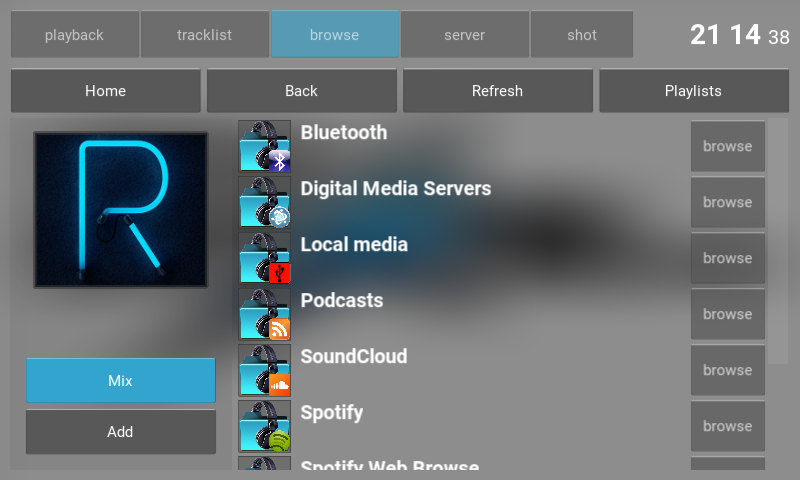 playback tracklist browse server shot 21 14 38
Home Back Refresh Playlists
R
Bluetooth browse
Digital Media Servers browse
Local media browse
Podcasts browse
SoundCloud browse
Mix
Spotify browse
Add
Spotify Web Browse